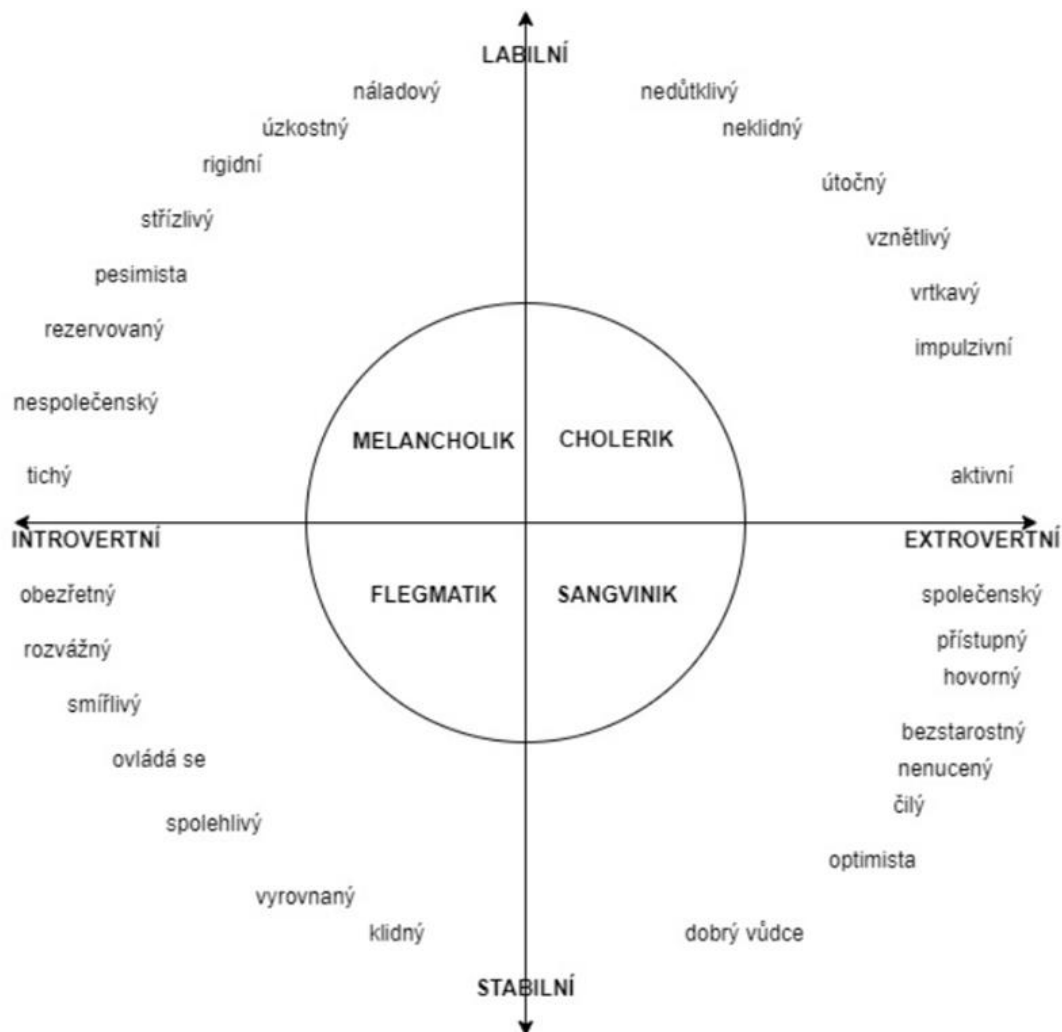 LABILNÍ
náladový
nedůtklivý
úzkostný
neklidný
rigidní
útočný
střízlivý
vznětlivý
pesimista
vrtkavý
rezervovaný
impulzivní
nespolečenský
MELANCHOLIK
CHOLERIK
tichý
aktivní
INTROVERTNÍ
EXTROVERTNÍ
obezřetný
FLEGMATIK
SANGVINIK
společenský
rozvážný
přístupný
hovorný
smířlivý
bezstarostný
ovládá se
nenucený
čilý
spolehlivý
optimista
vyrovnaný
klidný
dobrý vůdce
STABILNÍ